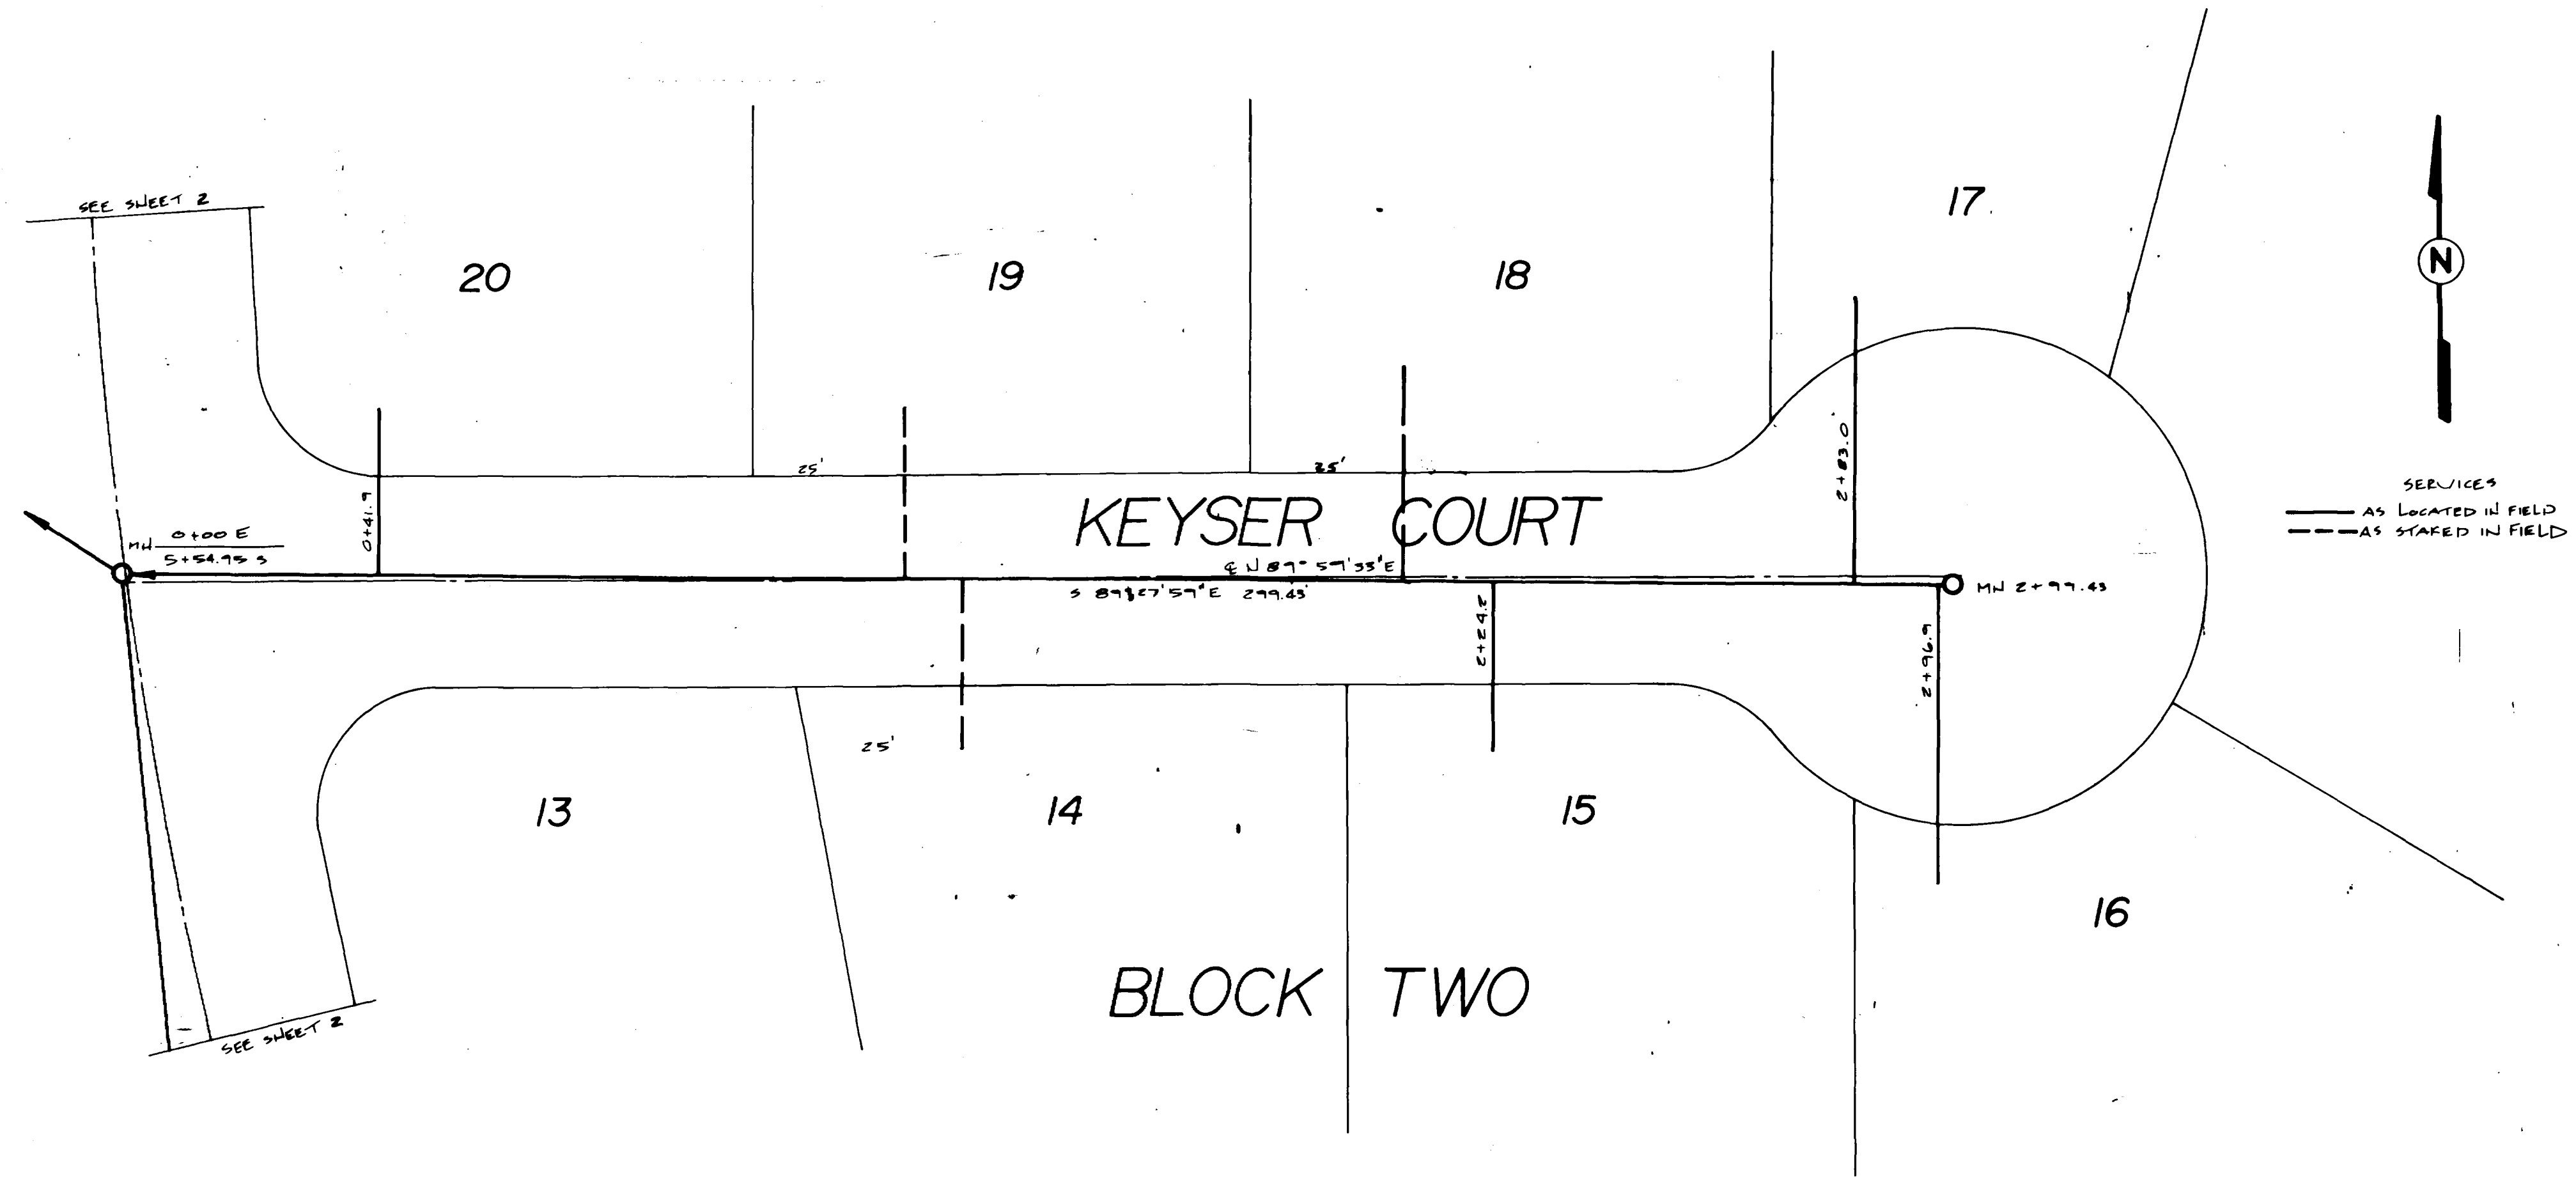 SEE SHEET 2
17
N
20
19
18
25'
25'
2+83.0
SERVICES
AS LOCATED IN FIELD
AS STAKED IN FIELD
KEYSER COURT
0+41.9
MH 0+00 E
5+54.95 S
℄ N 89° 59' 33" E
S 89°27'59"E 299.43'
MH 2+99.43
2+24.2
2+96.9
25'
13
14
15
16
BLOCK TWO
SEE SHEET 2